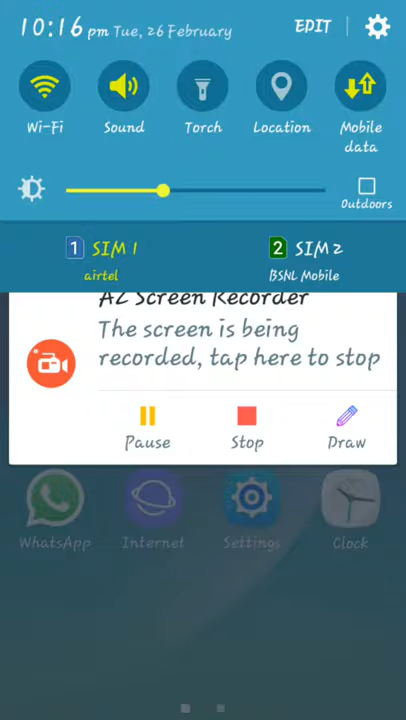 10:16 pm Tue, 26 February EDIT
Wi-Fi Sound Torch Location Mobile data
Outdoors
1 SIM 1 2 SIM 2
airtel BSNL Mobile
AZ Screen Recorder
The screen is being
recorded, tap here to stop
Pause Stop Draw
WhatsApp Internet Settings Clock